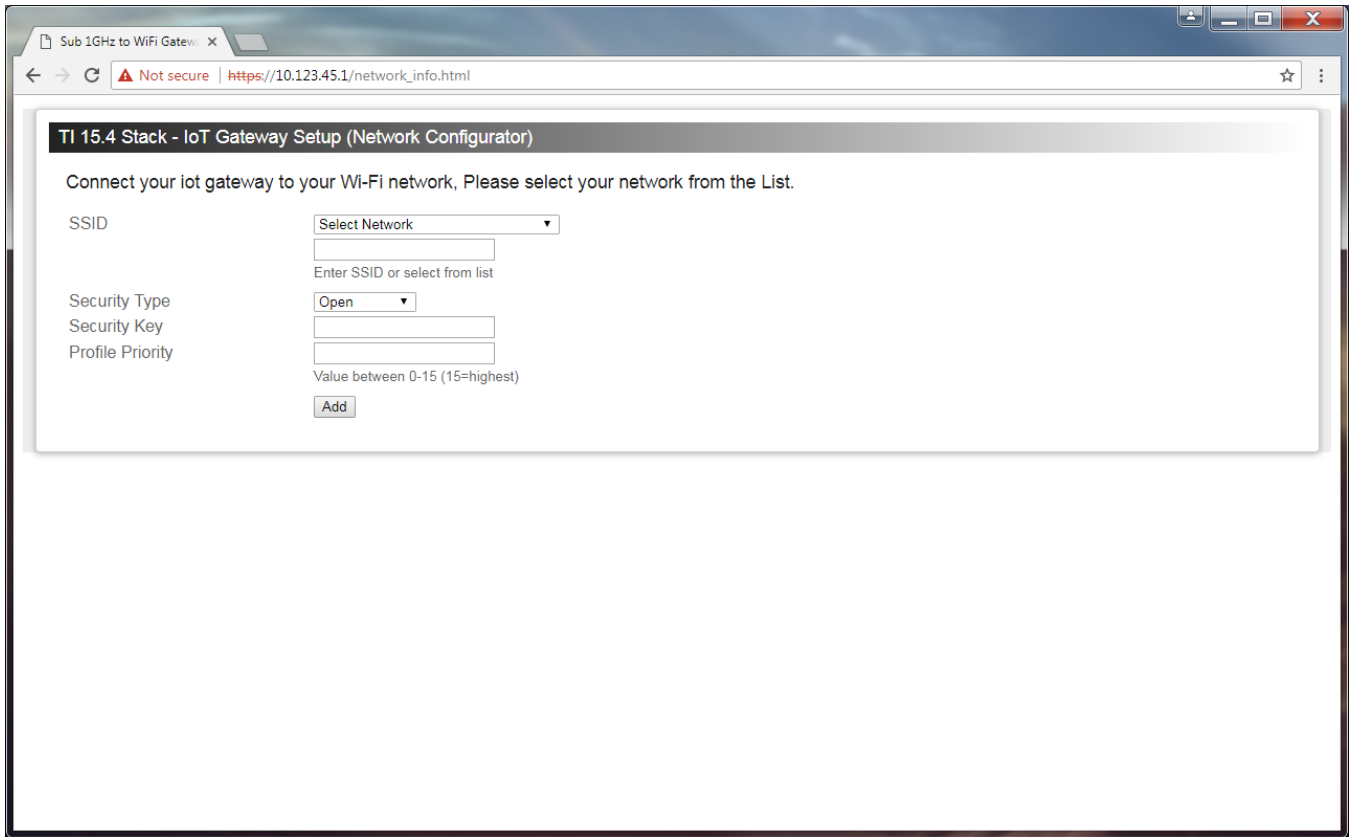 Sub 1GHz to WiFi Gatew
Not secure | https://10.123.45.1/network_info.html
TI 15.4 Stack - IoT Gateway Setup (Network Configurator)
Connect your iot gateway to your Wi-Fi network, Please select your network from the List.
SSID Select Network
Enter SSID or select from list
Security Type Open
Security Key
Profile Priority
Value between 0-15 (15=highest)
Add